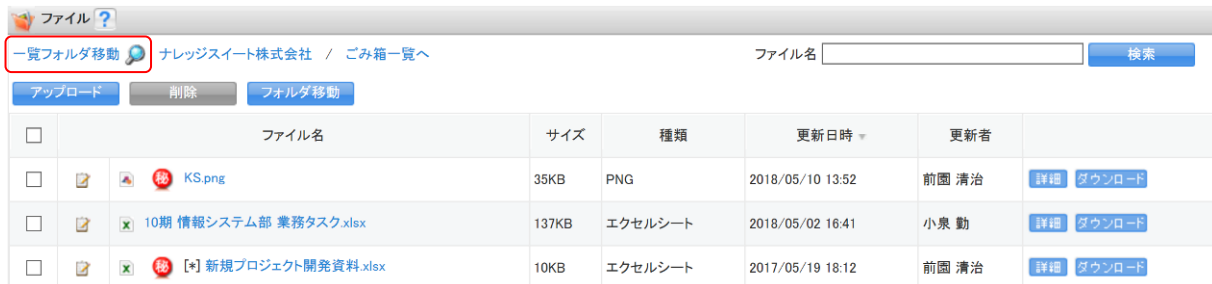 ファイル ?
一覧フォルダ移動 ナレッジスイート株式会社 / ごみ箱一覧へ ファイル名 検索
アップロード 削除 フォルダ移動
ファイル名 サイズ 種類 更新日時 更新者
秘 KS.png 35KB PNG 2018/05/10 13:52 前園 清治 詳細 ダウンロード
10期 情報システム部 業務タスク.xlsx 137KB エクセルシート 2018/05/02 16:41 小泉 勤 詳細 ダウンロード
秘 [*] 新規プロジェクト開発資料.xlsx 10KB エクセルシート 2017/05/19 18:12 前園 清治 詳細 ダウンロード